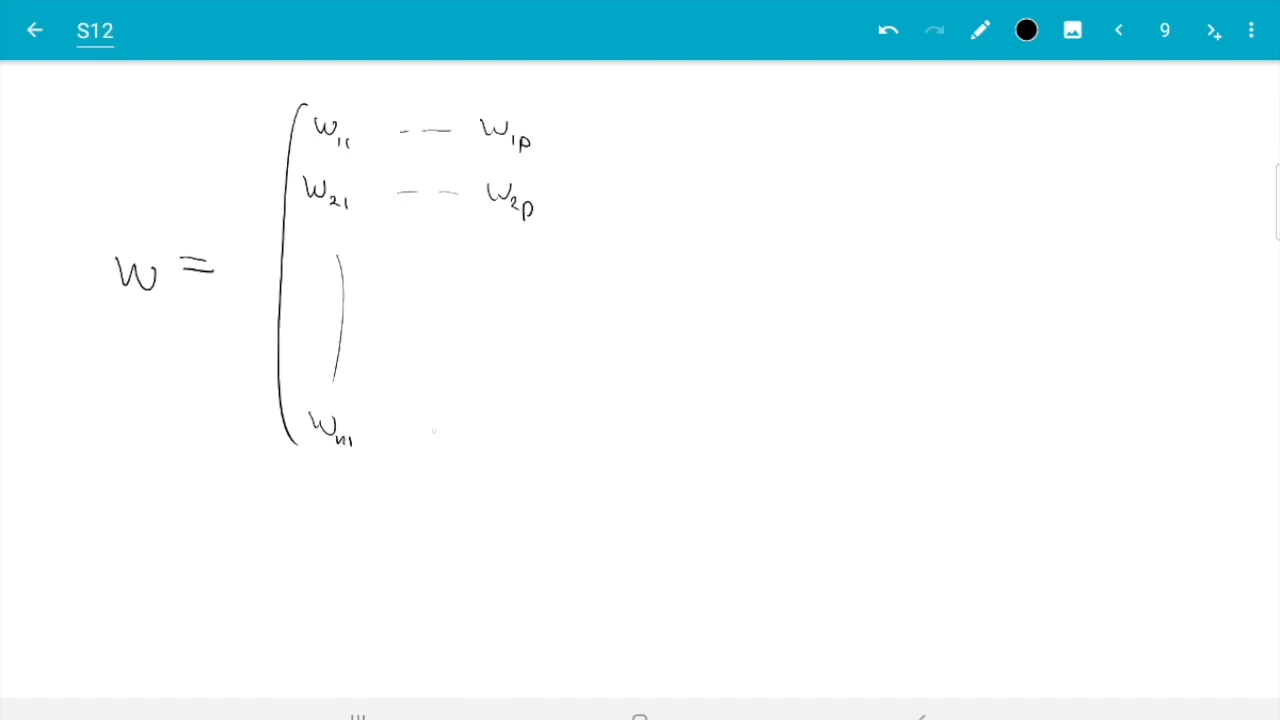 S12 9
w₁₁ -- w₁ₚ
w₂₁ -- w₂ₚ
w =
wₙ₁